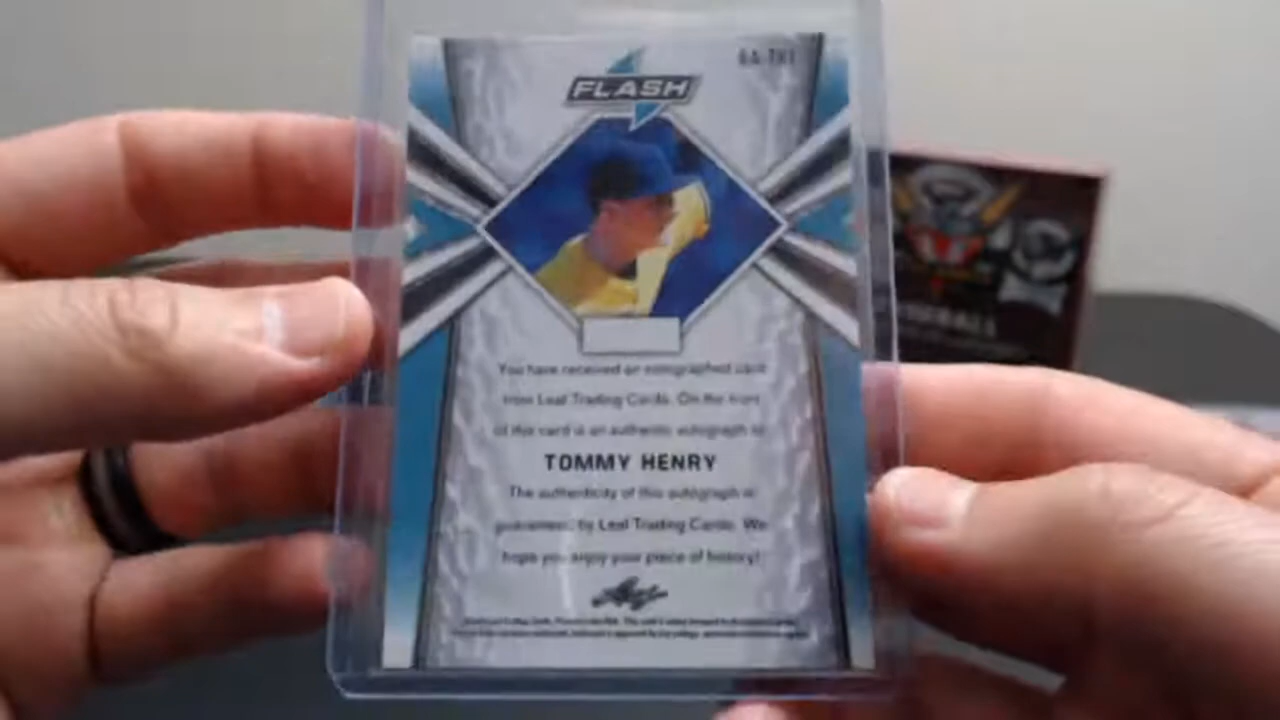 FLASH
You have received an autographed card
from Leaf Trading Cards. On the front
of this card is an authentic autograph of
TOMMY HENRY
The authenticity of this autograph is
guaranteed by Leaf Trading Cards. We
hope you enjoy your piece of history!
Leaf